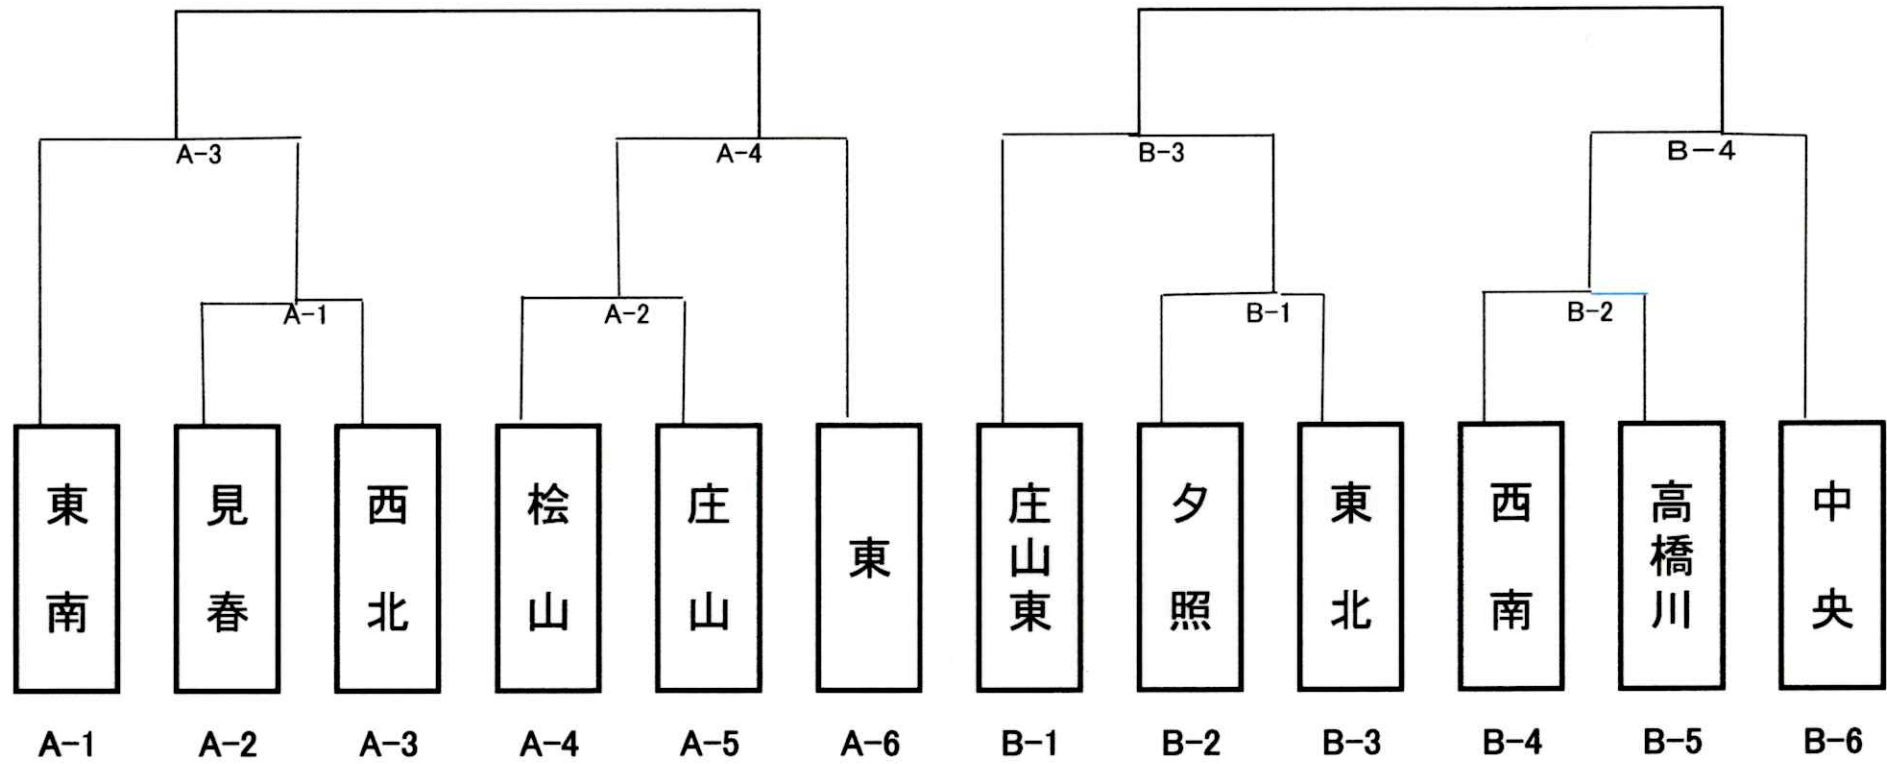 A-3
A-4
B-3
B－4
A-1
A-2
B-1
B-2
東南
見春
西北
桧山
庄山
東
庄山東
夕照
東北
西南
高橋川
中央
A-1
A-2
A-3
A-4
A-5
A-6
B-1
B-2
B-3
B-4
B-5
B-6